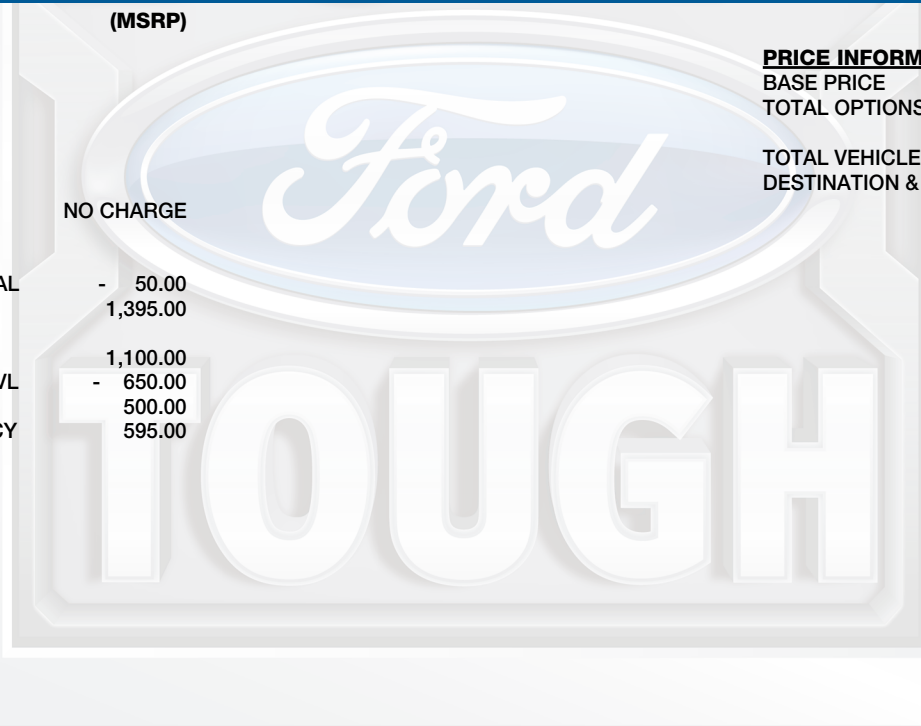 (MSRP)
NO CHARGE
AL - 50.00
1,395.00
1,100.00
VL - 650.00
500.00
CY 595.00
PRICE INFORM
BASE PRICE
TOTAL OPTIONS
TOTAL VEHICLE
DESTINATION &
Ford
TOUGH